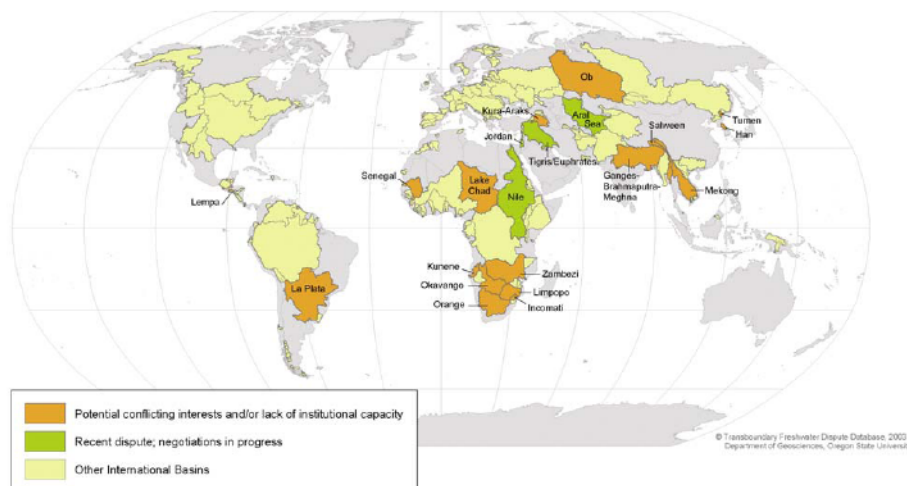 Ob
Kura-Araks
Aral
Sea
Tumen
Han
Salween
Jordan
Tigris/Euphrates
Senegal
Lake
Chad
Nile
Ganges-
Brahmaputra-
Meghna
Mekong
Lempa
La Plata
Kunene
Okavango
Orange
Zambezi
Limpopo
Incomati
Potential conflicting interests and/or lack of institutional capacity
Recent dispute; negotiations in progress
Other International Basins
© Transboundary Freshwater Dispute Database, 2003
Department of Geosciences, Oregon State Universit